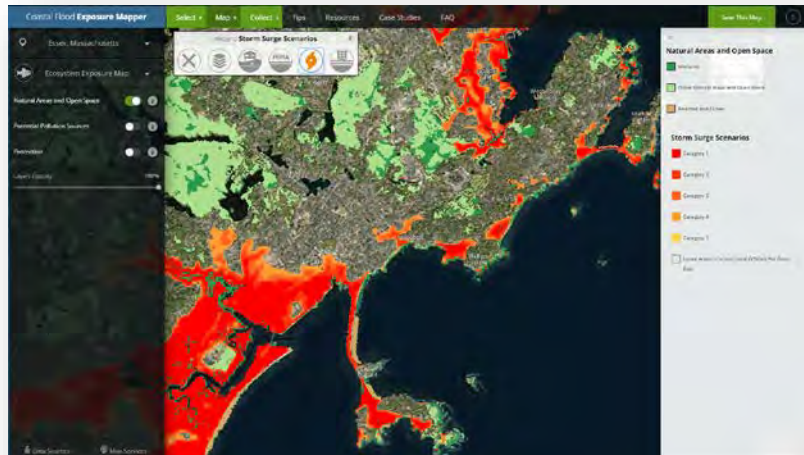 Coastal Flood Exposure Mapper
Select
Map
Collect
Tips
Resources
Case Studies
FAQ
Save This Map
Essex, Massachusetts
Storm Surge Scenarios
FEMA
Ecosystem Exposure Map
Natural Areas and Open Space
Potential Pollution Sources
Layers Opacity
100%
Data Sources
Map Services
Natural Areas and Open Space
Wetlands
Storm Surge Scenarios
Category 1
Category 2
Category 3
Category 4
Category 5